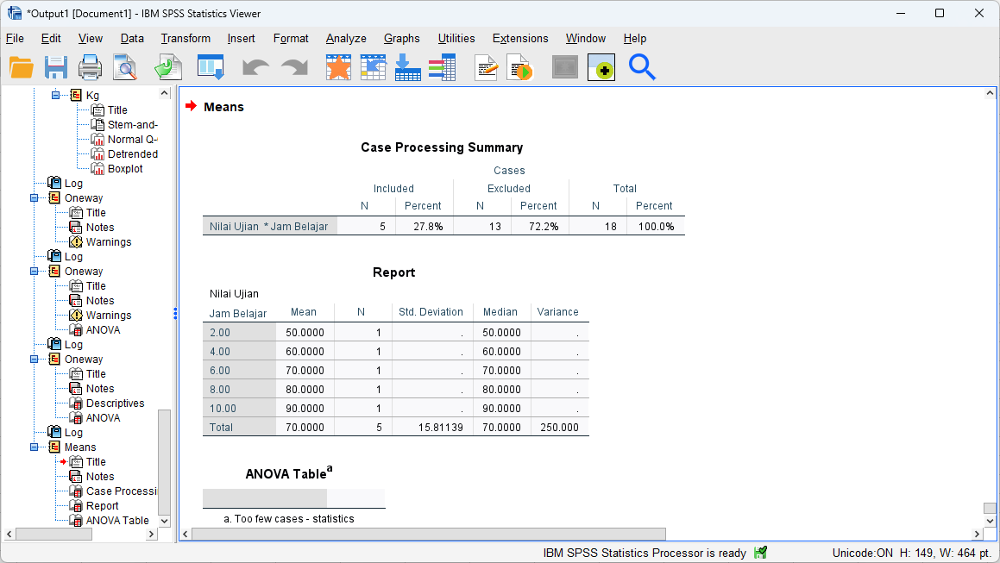 *Output1 [Document1] - IBM SPSS Statistics Viewer
File Edit View Data Transform Insert Format Analyze Graphs Utilities Extensions Window Help
Kg
Title
Stem-and-
Normal Q-
Detrended
Boxplot
Log
Oneway
Title
Notes
Warnings
Log
Oneway
Title
Notes
Warnings
ANOVA
Log
Oneway
Title
Notes
Descriptives
ANOVA
Log
Means
Title
Notes
Case Processi
Report
ANOVA Table
Means
Case Processing Summary
Cases
Included Excluded Total
N Percent N Percent N Percent
Nilai Ujian * Jam Belajar 5 27.8% 13 72.2% 18 100.0%
Report
Nilai Ujian
Jam Belajar Mean N Std. Deviation Median Variance
2.00 50.0000 1 . 50.0000 .
4.00 60.0000 1 . 60.0000 .
6.00 70.0000 1 . 70.0000 .
8.00 80.0000 1 . 80.0000 .
10.00 90.0000 1 . 90.0000 .
Total 70.0000 5 15.81139 70.0000 250.000
ANOVA Table^a
a. Too few cases - statistics
IBM SPSS Statistics Processor is ready Unicode:ON H: 149, W: 464 pt.